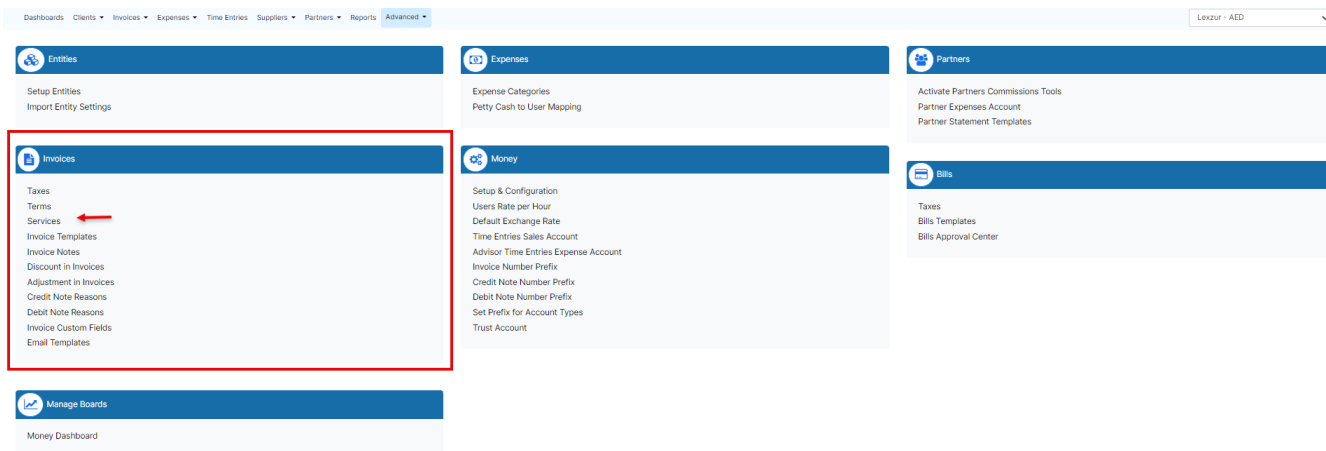 Dashboards Clients Invoices Expenses Time Entries Suppliers Partners Reports Advanced Lexzur - AED
Entities
Setup Entities
Import Entity Settings
Expenses
Expense Categories
Petty Cash to User Mapping
Partners
Activate Partners Commissions Tools
Partner Expenses Account
Partner Statement Templates
Invoices
Taxes
Terms
Services
Invoice Templates
Invoice Notes
Discount in Invoices
Adjustment in Invoices
Credit Note Reasons
Debit Note Reasons
Invoice Custom Fields
Email Templates
Money
Setup & Configuration
Users Rate per Hour
Default Exchange Rate
Time Entries Sales Account
Advisor Time Entries Expense Account
Invoice Number Prefix
Credit Note Number Prefix
Debit Note Number Prefix
Set Prefix for Account Types
Trust Account
Bills
Taxes
Bills Templates
Bills Approval Center
Manage Boards
Money Dashboard